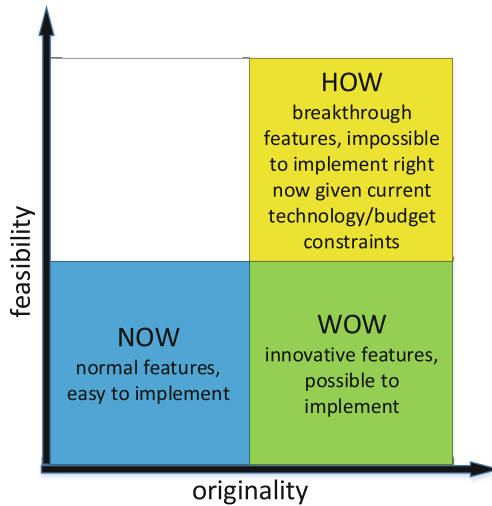 HOW
breakthrough
features, impossible
to implement right
now given current
technology/budget
constraints
feasibility
NOW
normal features,
easy to implement
WOW
innovative features,
possible to
implement
originality